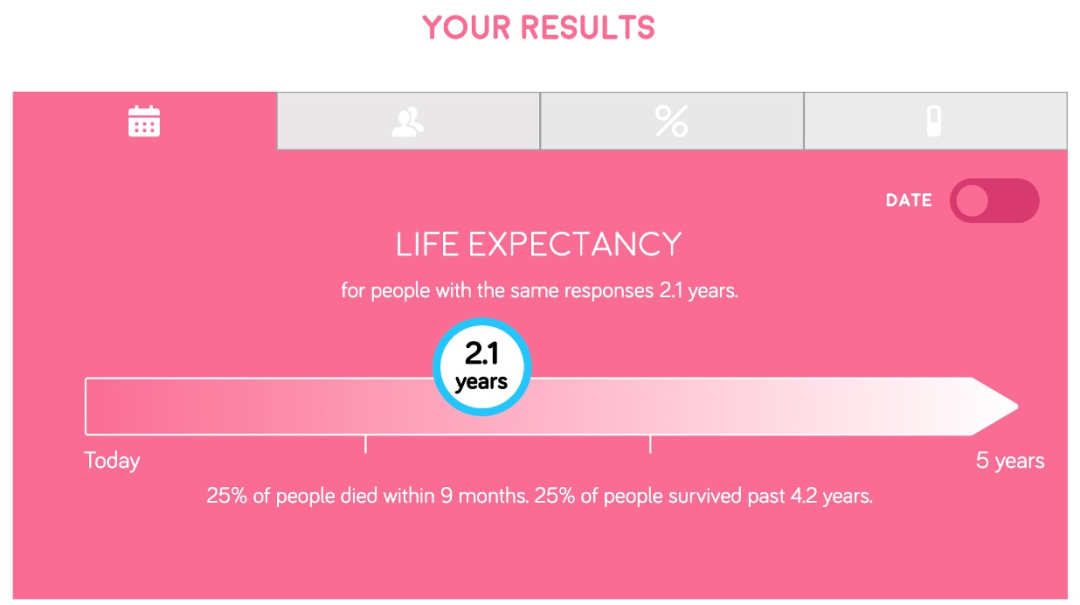 YOUR RESULTS
DATE
LIFE EXPECTANCY
for people with the same responses 2.1 years.
2.1
years
Today
5 years
25% of people died within 9 months. 25% of people survived past 4.2 years.